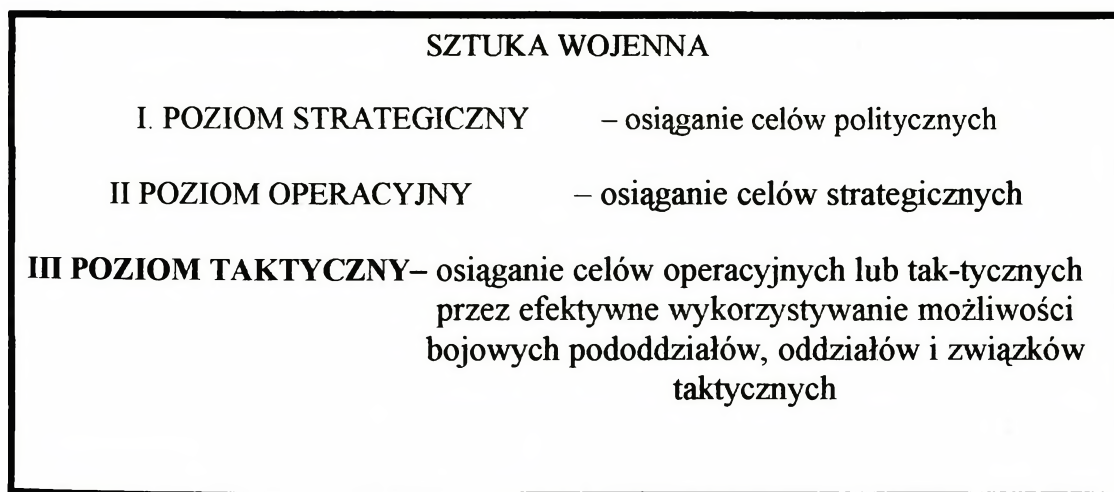 SZTUKA WOJENNA
I. POZIOM STRATEGICZNY – osiąganie celów politycznych
II POZIOM OPERACYJNY – osiąganie celów strategicznych
III POZIOM TAKTYCZNY– osiąganie celów operacyjnych lub tak-tycznych
przez efektywne wykorzystywanie możliwości
bojowych pododdziałów, oddziałów i związków
taktycznych